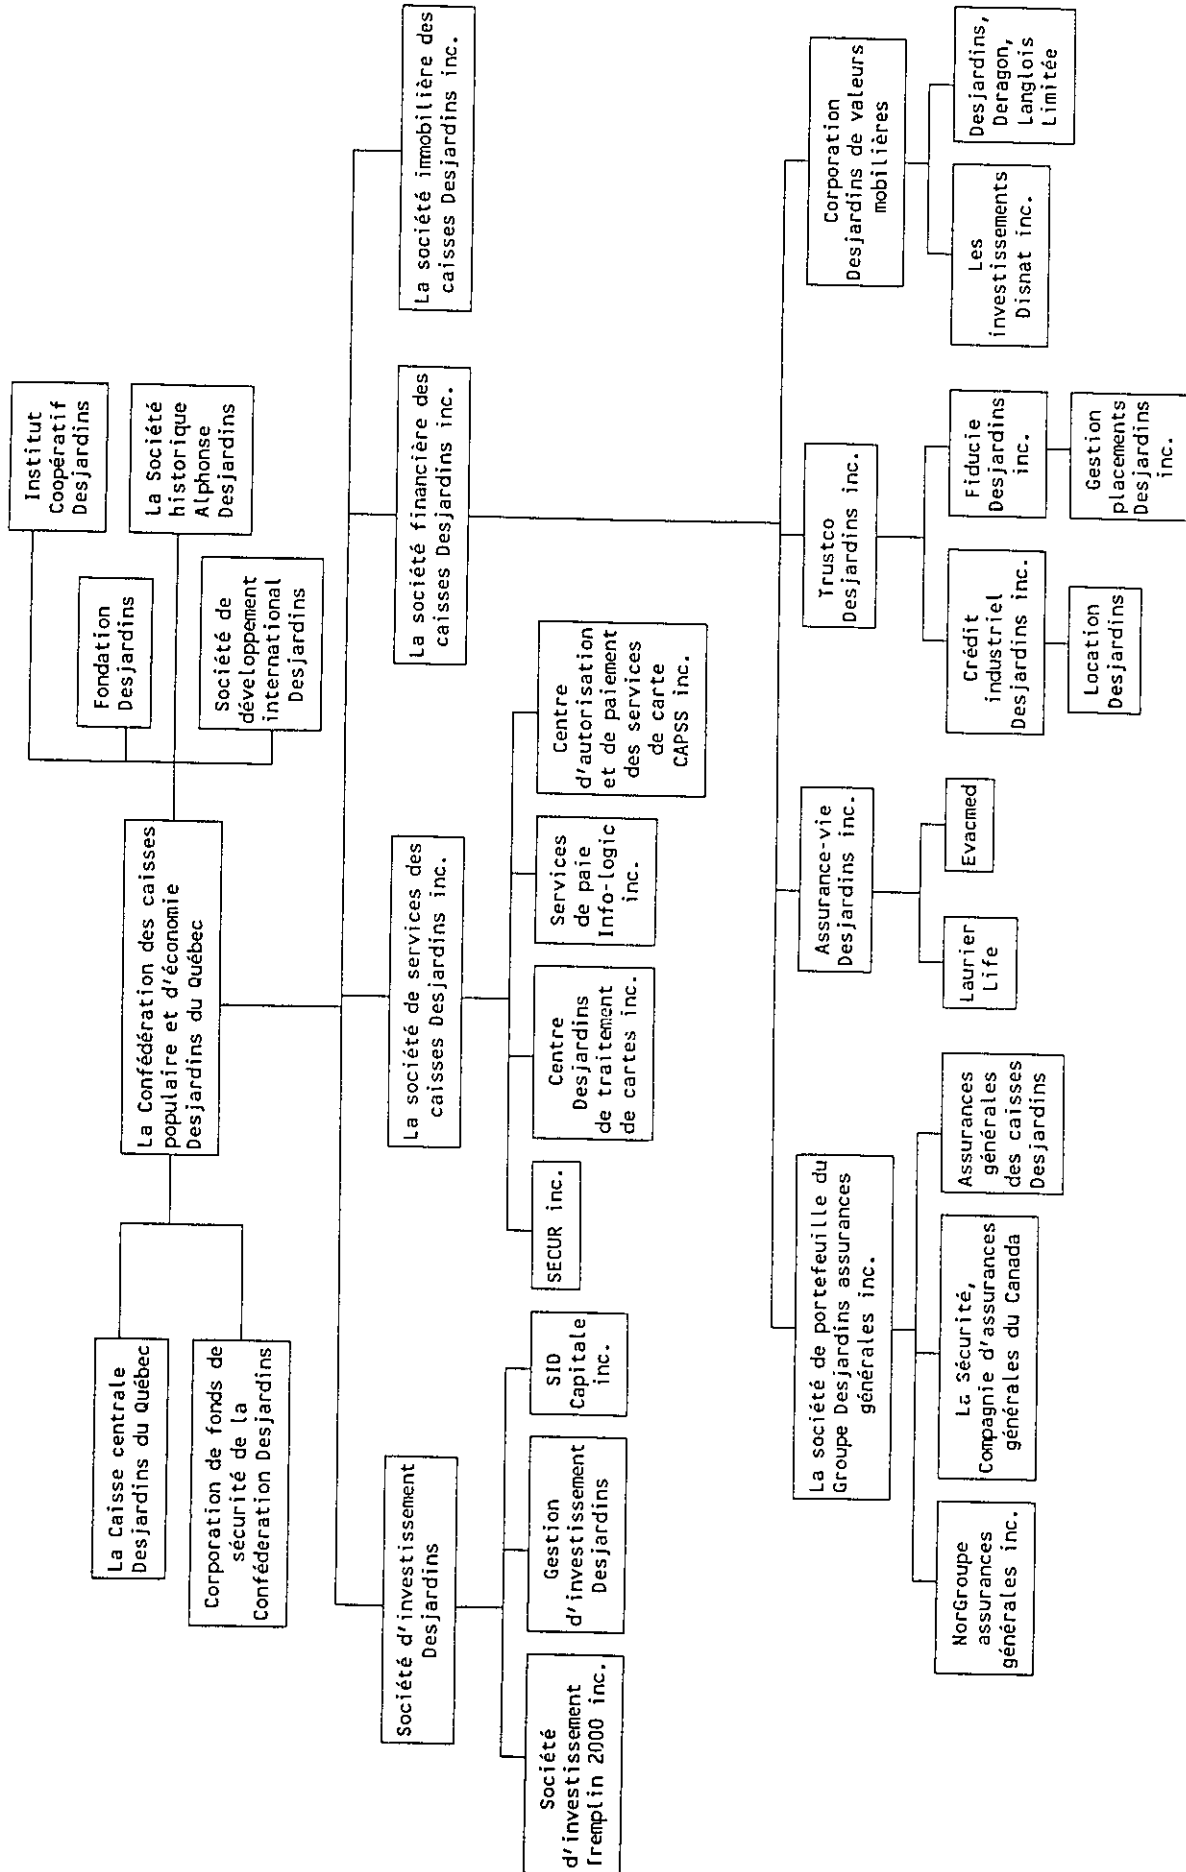 Institut
Coopératif
Desjardins
Fondation
Desjardins
La Société
historique
Alphonse
Desjardins
Société de
développement
international
Desjardins
La Confédération des caisses
populaire et d'économie
Desjardins du Québec
La Caisse centrale
Desjardins du Québec
Corporation de fonds de
sécurité de la
Conféderation Desjardins
Société d'investissement
Desjardins
La société de services des
caisses Desjardins inc.
La société financière des
caisses Desjardins inc.
La société immobilière des
caisses Desjardins inc.
Société
d'investissement
Tremplin 2000 inc.
Gestion
d'investissement
Desjardins
SID
Capitale
inc.
SECUR inc.
Centre
Desjardins
de traitement
de cartes inc.
Services
de paie
Info-logic
inc.
Centre
d'autorisation
et de paiement
des services
de carte
CAPSS inc.
La société de portefeuille du
Groupe Desjardins assurances
générales inc.
Assurance-vie
Desjardins inc.
Trustco
Desjardins inc.
Corporation
Desjardins de valeurs
mobilières
NorGroupe
assurances
générales inc.
La Sécurité,
Compagnie d'assurances
générales du Canada
Assurances
générales
des caisses
Desjardins
Laurier
Life
Evacmed
Crédit
industriel
Desjardins inc.
Fiducie
Desjardins
inc.
Location
Desjardins
Gestion
placements
Desjardins
inc.
Les
investissements
Disnat inc.
Desjardins,
Deragon,
Langlois
Limitée